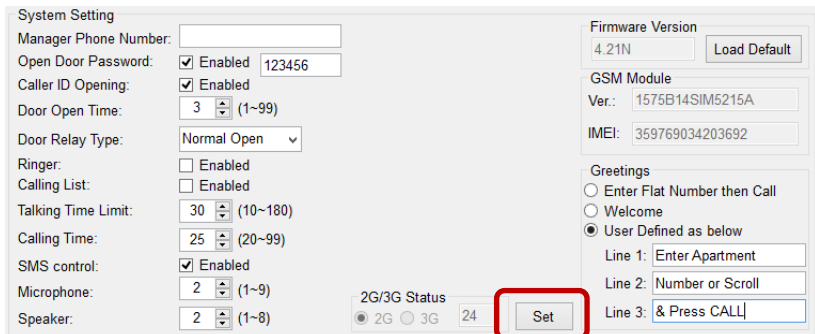 System Setting
Manager Phone Number:
Open Door Password: Enabled 123456
Caller ID Opening: Enabled
Door Open Time: 3 (1~99)
Door Relay Type: Normal Open
Ringer: Enabled
Calling List: Enabled
Talking Time Limit: 30 (10~180)
Calling Time: 25 (20~99)
SMS control: Enabled
Microphone: 2 (1~9)
Speaker: 2 (1~8)
2G/3G Status
2G 3G 24
Set
Firmware Version
4.21N Load Default
GSM Module
Ver.: 1575B14SIM5215A
IMEI: 359769034203692
Greetings
Enter Flat Number then Call
Welcome
User Defined as below
Line 1: Enter Apartment
Line 2: Number or Scroll
Line 3: & Press CALL